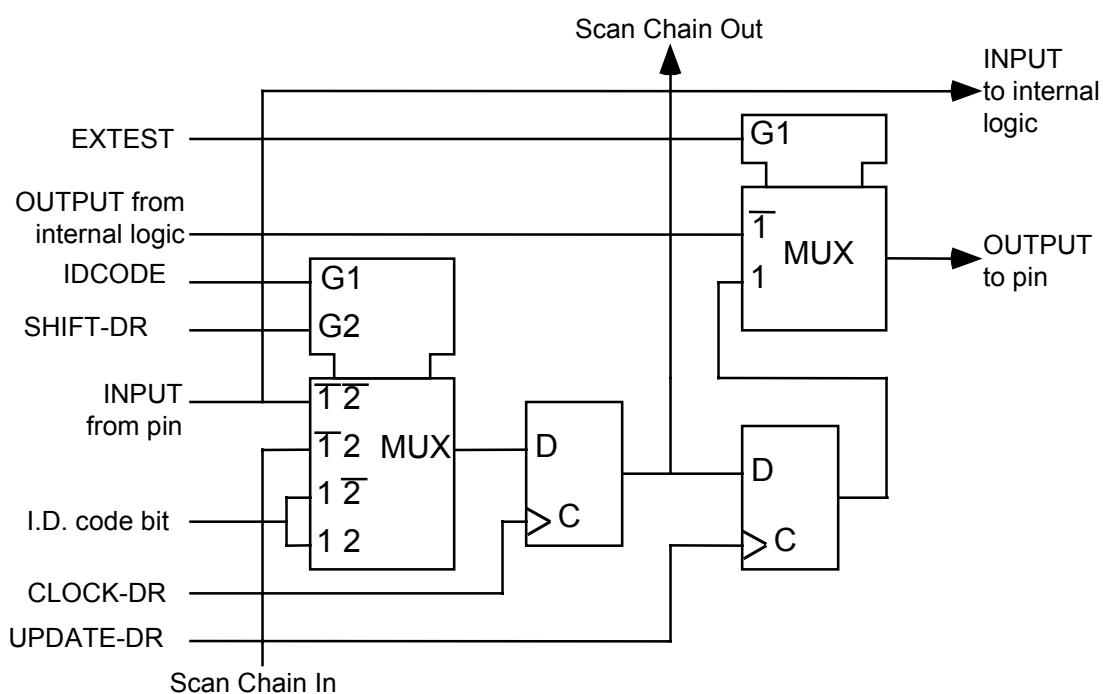 Scan Chain Out
INPUT
to internal
logic
EXTEST
G1
OUTPUT from
internal logic
1̅
MUX
1
OUTPUT
to pin
IDCODE
G1
SHIFT-DR
G2
INPUT
from pin
1̅ 2̅
1̅ 2
MUX
D
1 2̅
D
I.D. code bit
1 2
C
C
CLOCK-DR
UPDATE-DR
Scan Chain In